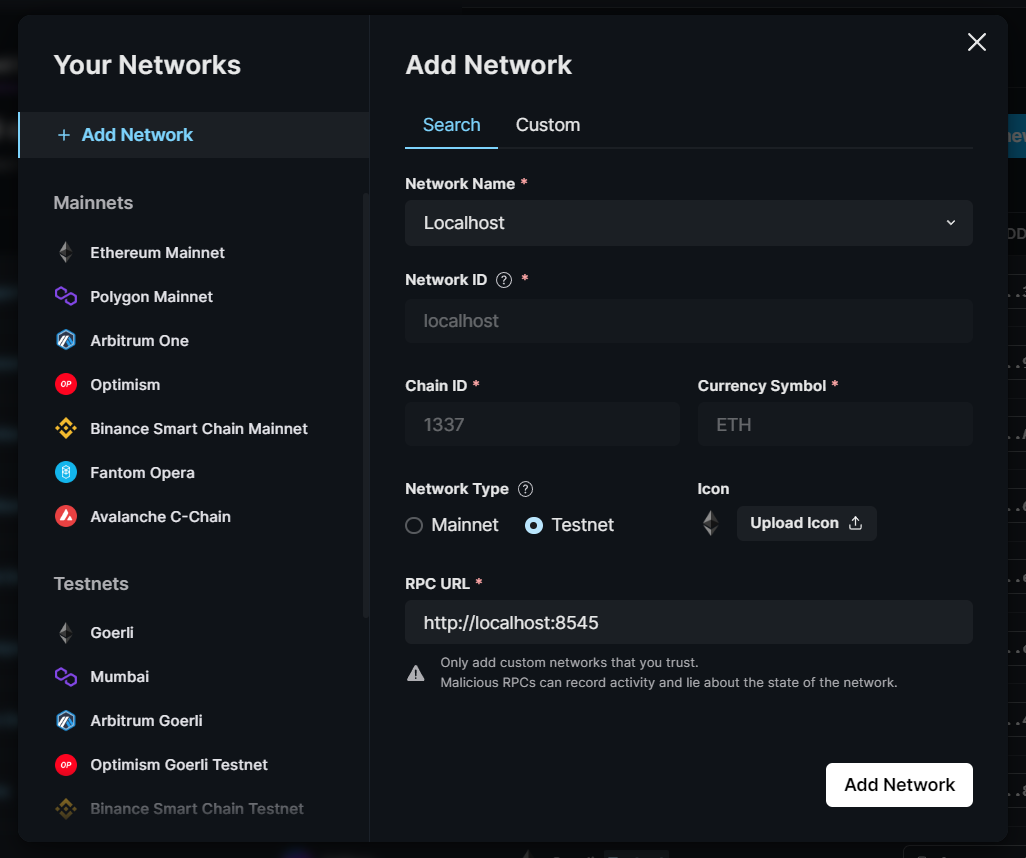 Your Networks
+ Add Network
Mainnets
Ethereum Mainnet
Polygon Mainnet
Arbitrum One
OP Optimism
Binance Smart Chain Mainnet
Fantom Opera
Avalanche C-Chain
Testnets
Goerli
Mumbai
Arbitrum Goerli
OP Optimism Goerli Testnet
Binance Smart Chain Testnet
Add Network
Search Custom
Network Name *
Localhost
Network ID ? *
localhost
Chain ID * Currency Symbol *
1337 ETH
Network Type ? Icon
Mainnet Testnet Upload Icon
RPC URL *
http://localhost:8545
Only add custom networks that you trust.
Malicious RPCs can record activity and lie about the state of the network.
Add Network